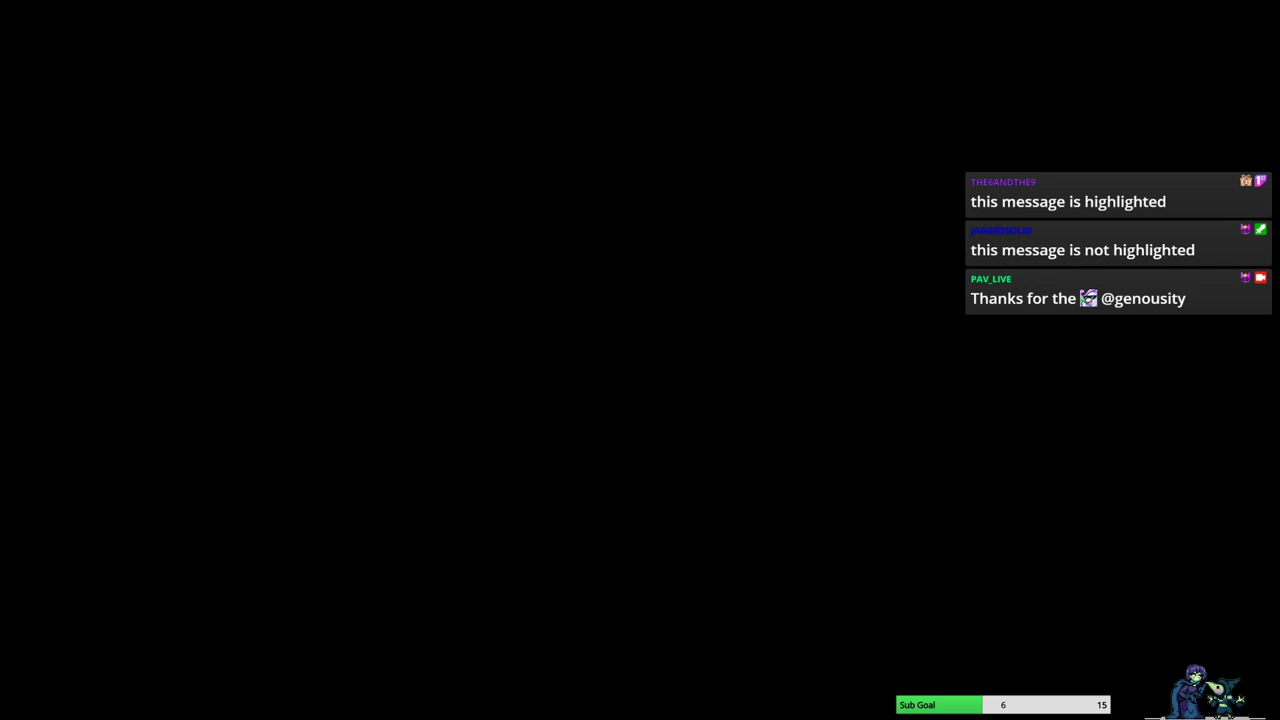 THE6ANDTHE9
this message is highlighted
this message is not highlighted
PAV_LIVE
Thanks for the @genousity
Sub Goal 6 15